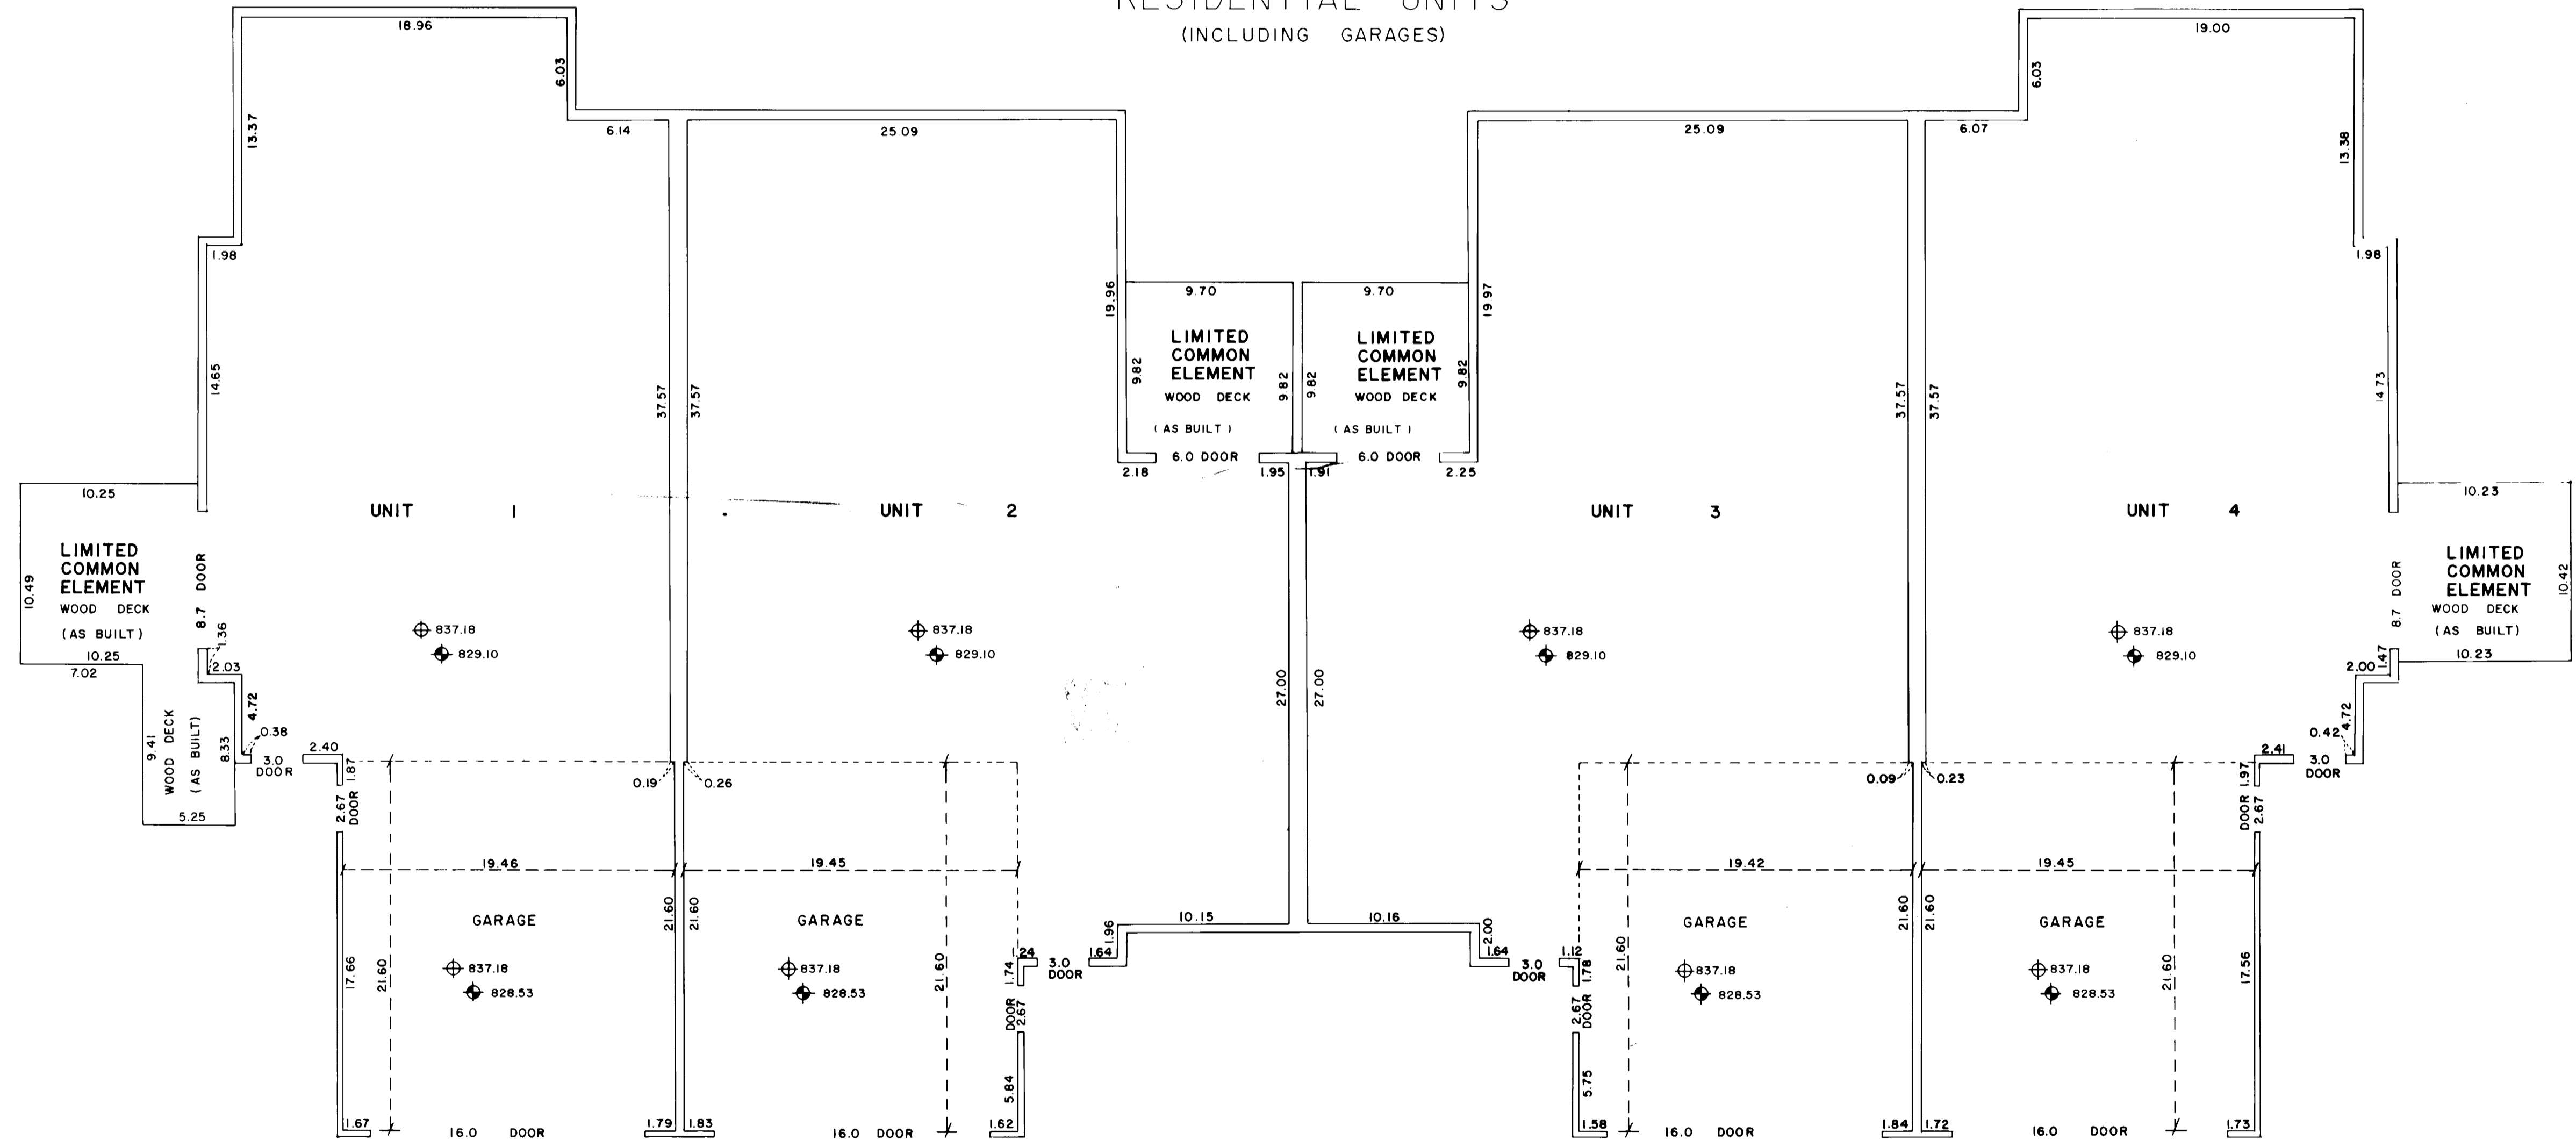 RESIDENTIAL UNITS
(INCLUDING GARAGES)
18.96
19.00
6.03
6.03
13.37
6.14
25.09
25.09
6.07
13.38
1.98
1.98
9.70
9.70
19.96
19.97
LIMITED
COMMON
ELEMENT
WOOD DECK
(AS BUILT)
LIMITED
COMMON
ELEMENT
WOOD DECK
(AS BUILT)
9.82
9.82
9.82
9.82
14.65
37.57
37.57
37.57
37.57
14.73
2.18
6.0 DOOR
1.95
1.91
6.0 DOOR
2.25
10.25
10.23
UNIT 1
UNIT 2
UNIT 3
UNIT 4
LIMITED
COMMON
ELEMENT
WOOD DECK
(AS BUILT)
10.49
10.25
8.7 DOOR
LIMITED
COMMON
ELEMENT
WOOD DECK
(AS BUILT)
10.42
10.23
8.7 DOOR
837.18
829.10
837.18
829.10
837.18
829.10
837.18
829.10
7.02
1.36
2.03
4.72
0.38
3.0
DOOR
2.40
1.87
2.67
DOOR
9.41
WOOD DECK
(AS BUILT)
8.33
5.25
27.00
27.00
2.00
1.47
4.72
0.42
3.0
DOOR
2.41
1.97
2.67
DOOR
0.19
0.26
0.09
0.23
19.46
19.45
19.42
19.45
10.15
10.16
1.96
2.00
1.24
3.0
DOOR
1.64
1.64
3.0
DOOR
1.12
1.74
DOOR
2.67
1.78
2.67
DOOR
GARAGE
GARAGE
GARAGE
GARAGE
21.60
21.60
21.60
21.60
837.18
828.53
837.18
828.53
837.18
828.53
837.18
828.53
17.66
21.60
21.60
21.60
21.60
17.56
5.84
5.75
1.67
16.0 DOOR
1.79
1.83
16.0 DOOR
1.62
1.58
16.0 DOOR
1.84
1.72
16.0 DOOR
1.73